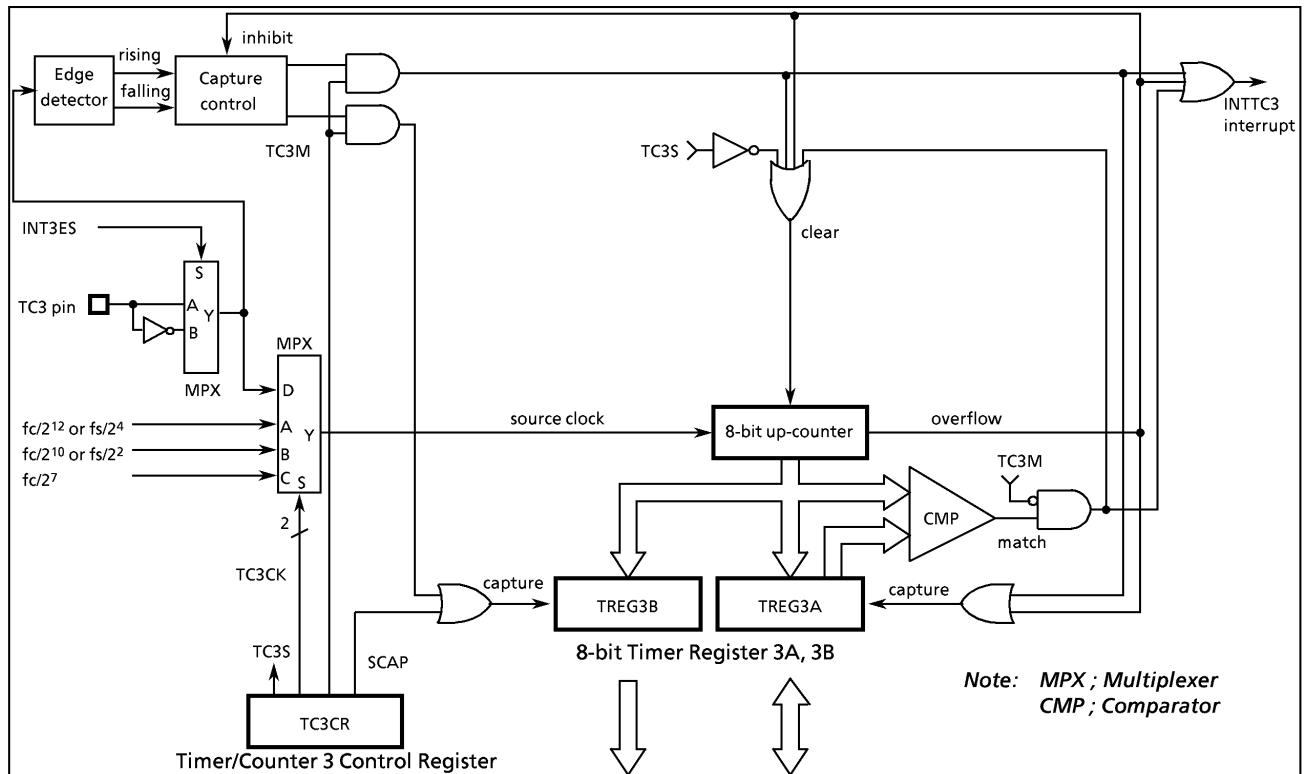 inhibit
rising
Edge
detector
falling
Capture
control
INTTC3
interrupt
TC3M
TC3S
clear
INT3ES
S
TC3 pin
A
Y
B
MPX
MPX
D
fc/2¹² or fs/2⁴
A
Y
fc/2¹⁰ or fs/2²
B
fc/2⁷
C
S
source clock
8-bit up-counter
overflow
TC3M
CMP
match
2
TC3CK
capture
TREG3B
TREG3A
capture
8-bit Timer Register 3A, 3B
TC3S
SCAP
TC3CR
Timer/Counter 3 Control Register
Note: MPX ; Multiplexer
CMP ; Comparator